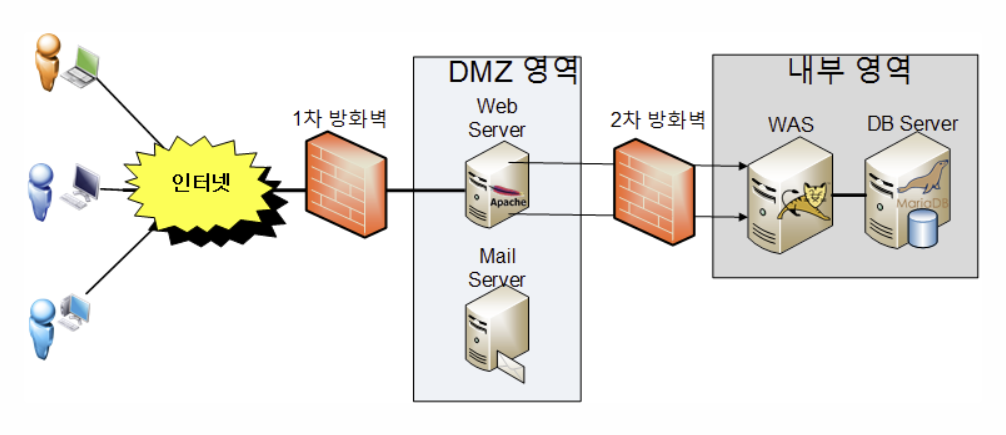 DMZ 영역
내부 영역
1차 방화벽
Web
Server
2차 방화벽
WAS
DB Server
인터넷
Apache
MariaDB
Mail
Server